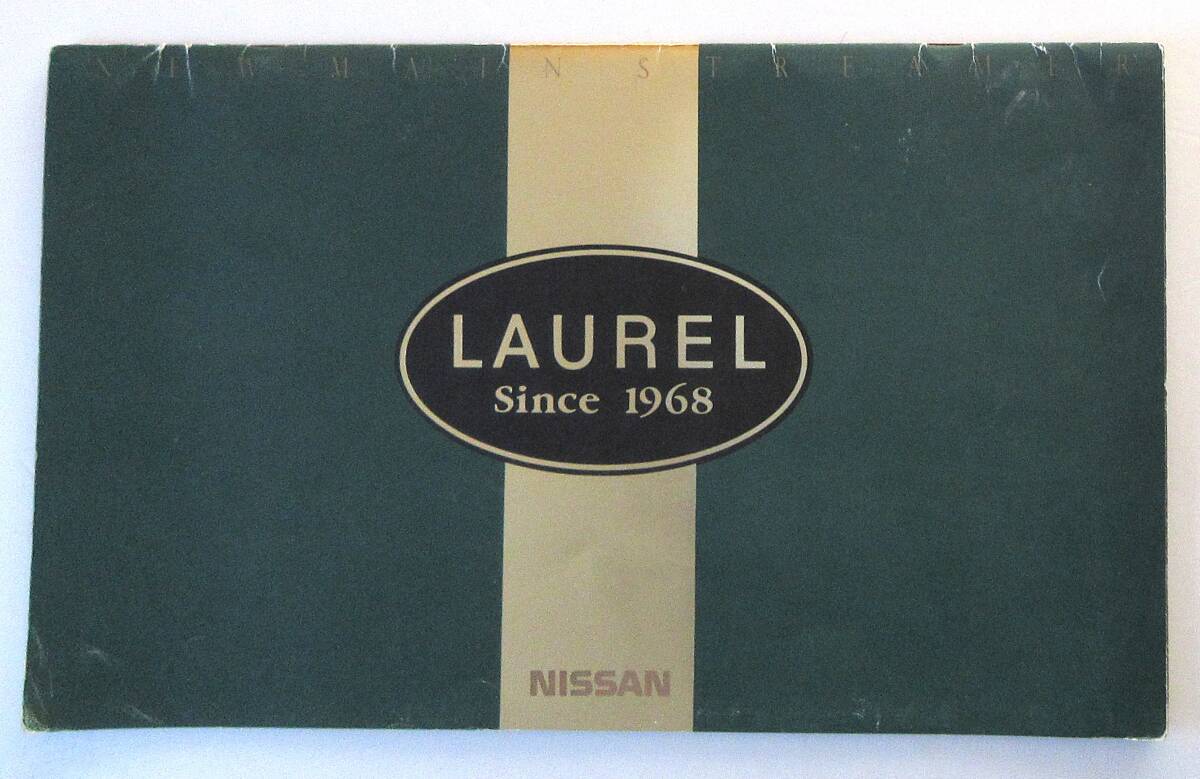 NEW MAINSTREAMER
LAUREL
Since 1968
NISSAN